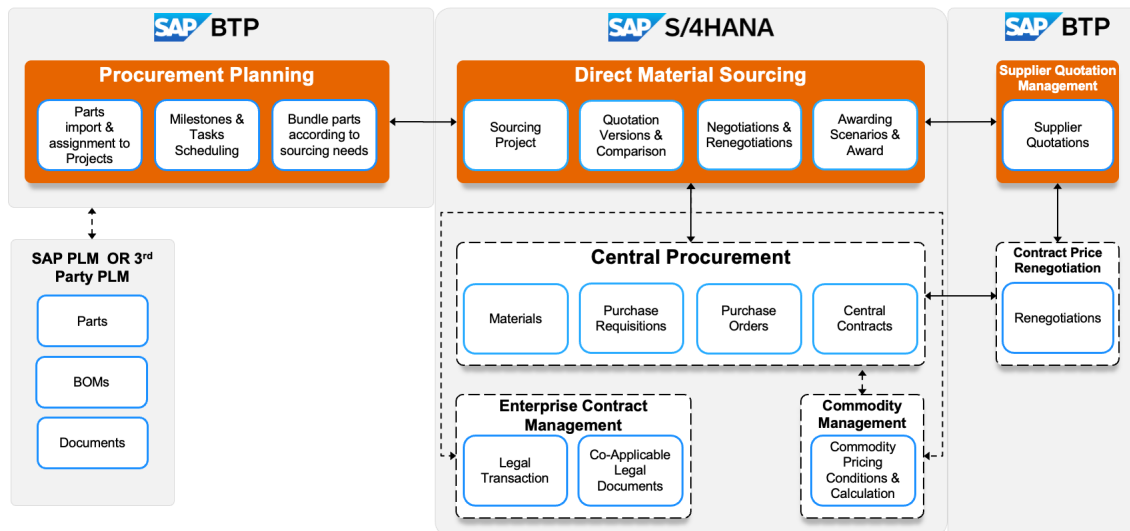 SAP BTP
Procurement Planning
Parts
import &
assignment to
Projects
Milestones &
Tasks
Scheduling
Bundle parts
according to
sourcing needs
SAP PLM OR 3rd
Party PLM
Parts
BOMs
Documents
SAP S/4HANA
Direct Material Sourcing
Sourcing
Project
Quotation
Versions &
Comparison
Negotiations &
Renegotiations
Awarding
Scenarios &
Award
Central Procurement
Materials
Purchase
Requisitions
Purchase
Orders
Central
Contracts
Enterprise Contract
Management
Legal
Transaction
Co-Applicable
Legal
Documents
Commodity
Management
Commodity
Pricing
Conditions &
Calculation
SAP BTP
Supplier Quotation
Management
Supplier
Quotations
Contract Price
Renegotiation
Renegotiations